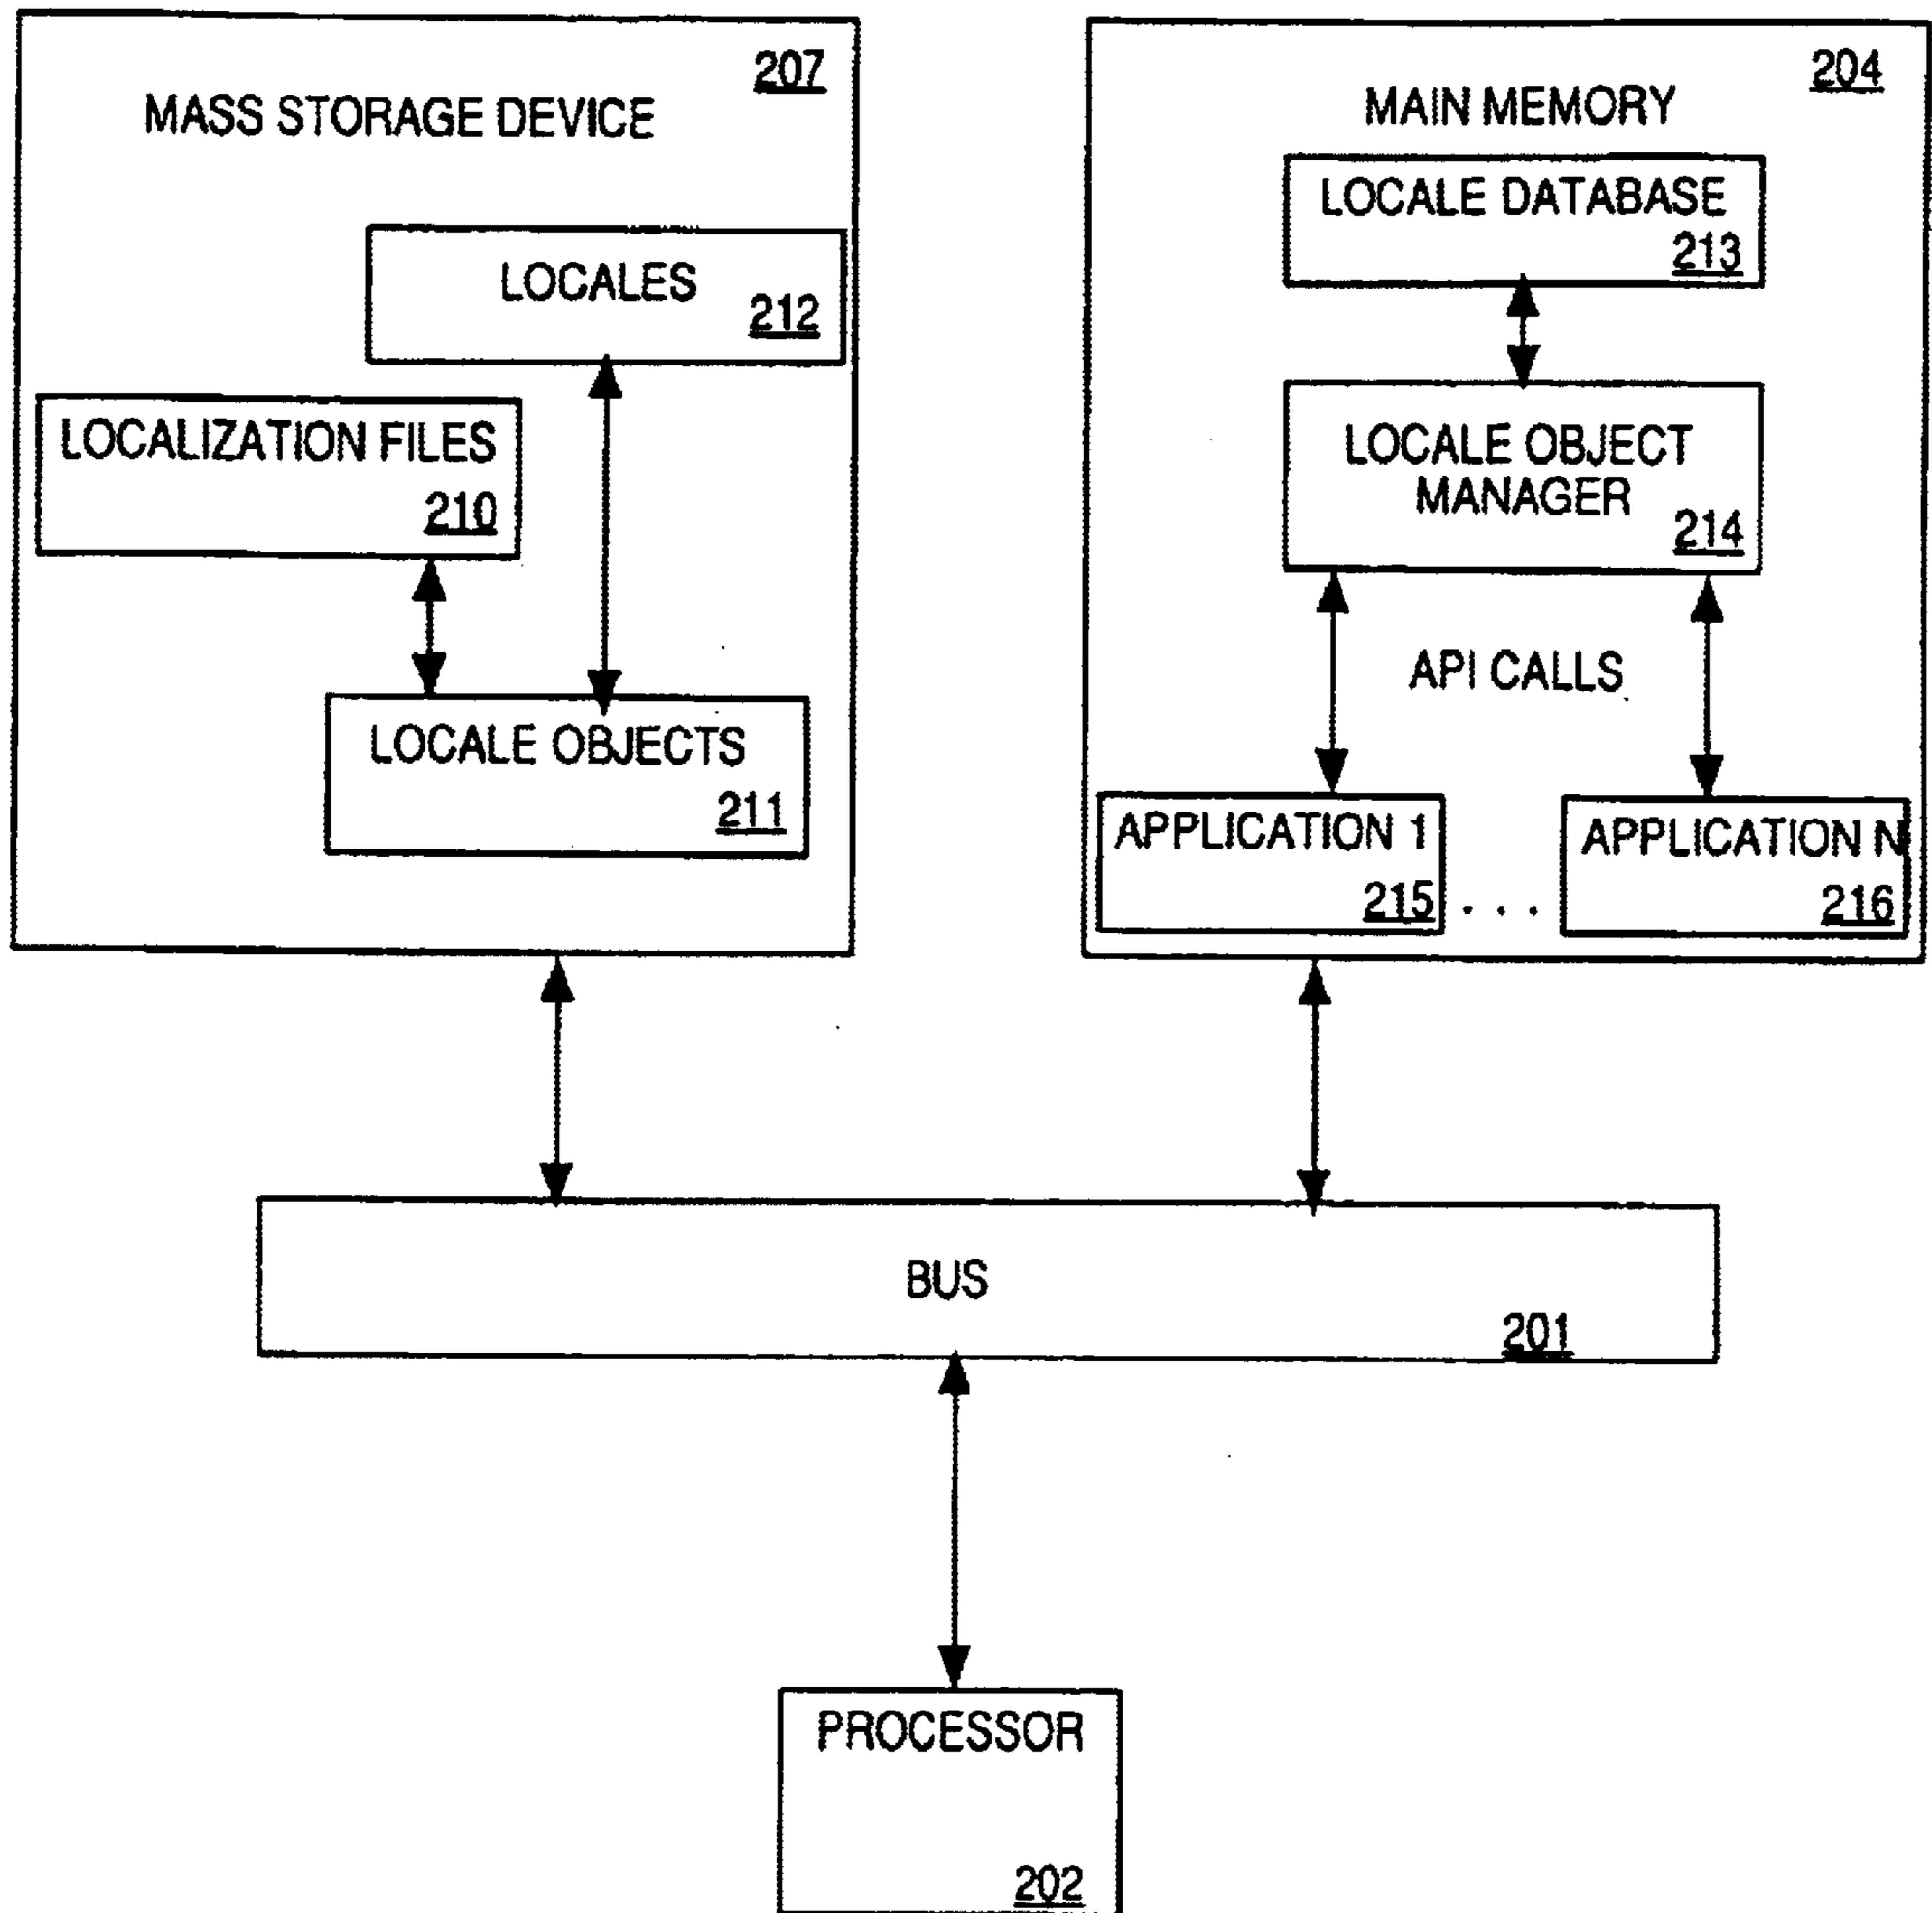 207
MASS STORAGE DEVICE
LOCALES
212
LOCALIZATION FILES
210
LOCALE OBJECTS
211
204
MAIN MEMORY
LOCALE DATABASE
213
LOCALE OBJECT
MANAGER
214
API CALLS
APPLICATION 1
215
. . .
APPLICATION N
216
BUS
201
PROCESSOR
202